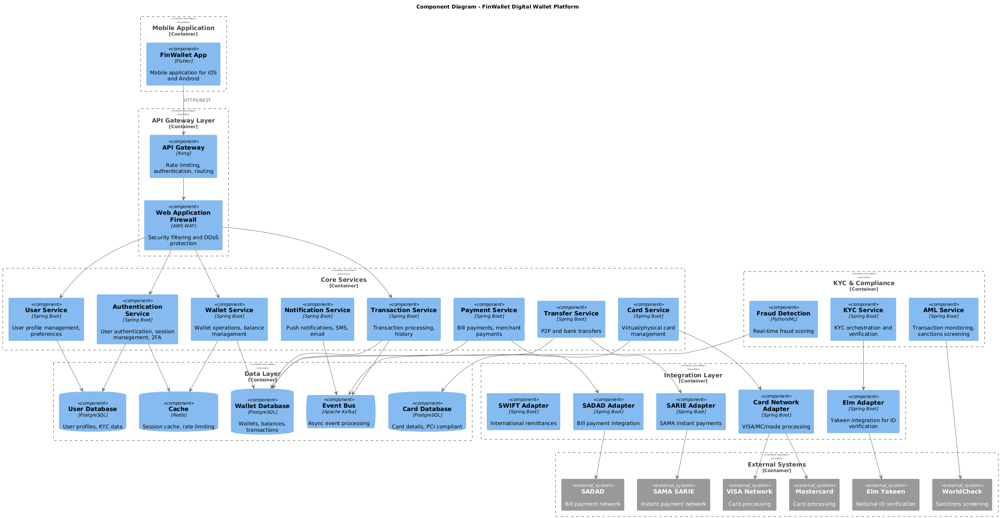 Component Diagram - FinWallet Digital Wallet Platform
«container_boundary»
«boundary»
Mobile Application
[Container]
«component»
FinWallet App
[Flutter]
Mobile application for iOS
and Android
HTTPS/REST
«container_boundary»
«boundary»
API Gateway Layer
[Container]
«component»
API Gateway
[Kong]
Rate limiting,
authentication, routing
«component»
Web Application
Firewall
[AWS WAF]
Security filtering and DDoS
protection
«container_boundary»
«boundary»
Core Services
[Container]
«component»
User Service
[Spring Boot]
User profile management,
preferences
«component»
Authentication
Service
[Spring Boot]
User authentication, session
management, 2FA
«component»
Wallet Service
[Spring Boot]
Wallet operations, balance
management
«component»
Notification Service
[Spring Boot]
Push notifications, SMS,
email
«component»
Transaction Service
[Spring Boot]
Transaction processing,
history
«component»
Payment Service
[Spring Boot]
Bill payments, merchant
payments
«component»
Transfer Service
[Spring Boot]
P2P and bank transfers
«component»
Card Service
[Spring Boot]
Virtual/physical card
management
«container_boundary»
«boundary»
KYC & Compliance
[Container]
«component»
Fraud Detection
[Python/ML]
Real-time fraud scoring
«component»
KYC Service
[Spring Boot]
KYC orchestration and
verification
«component»
AML Service
[Spring Boot]
Transaction monitoring,
sanctions screening
«container_boundary»
«boundary»
Data Layer
[Container]
«component»
User Database
[PostgreSQL]
User profiles, KYC data
«component»
Cache
[Redis]
Session cache, rate limiting
«component»
Wallet Database
[PostgreSQL]
Wallets, balances,
transactions
«component»
Event Bus
[Apache Kafka]
Async event processing
«component»
Card Database
[PostgreSQL]
Card details, PCI compliant
«container_boundary»
«boundary»
Integration Layer
[Container]
«component»
SWIFT Adapter
[Spring Boot]
International remittances
«component»
SADAD Adapter
[Spring Boot]
Bill payment integration
«component»
SARIE Adapter
[Spring Boot]
SAMA instant payments
«component»
Card Network
Adapter
[Spring Boot]
VISA/MC/mada processing
«component»
Elm Adapter
[Spring Boot]
Yakeen integration for ID
verification
«container_boundary»
«boundary»
External Systems
[Container]
«external_system»
SADAD
Bill payment network
«external_system»
SAMA SARIE
Instant payment network
«external_system»
VISA Network
Card processing
«external_system»
Mastercard
Card processing
«external_system»
Elm Yakeen
National ID verification
«external_system»
WorldCheck
Sanctions screening